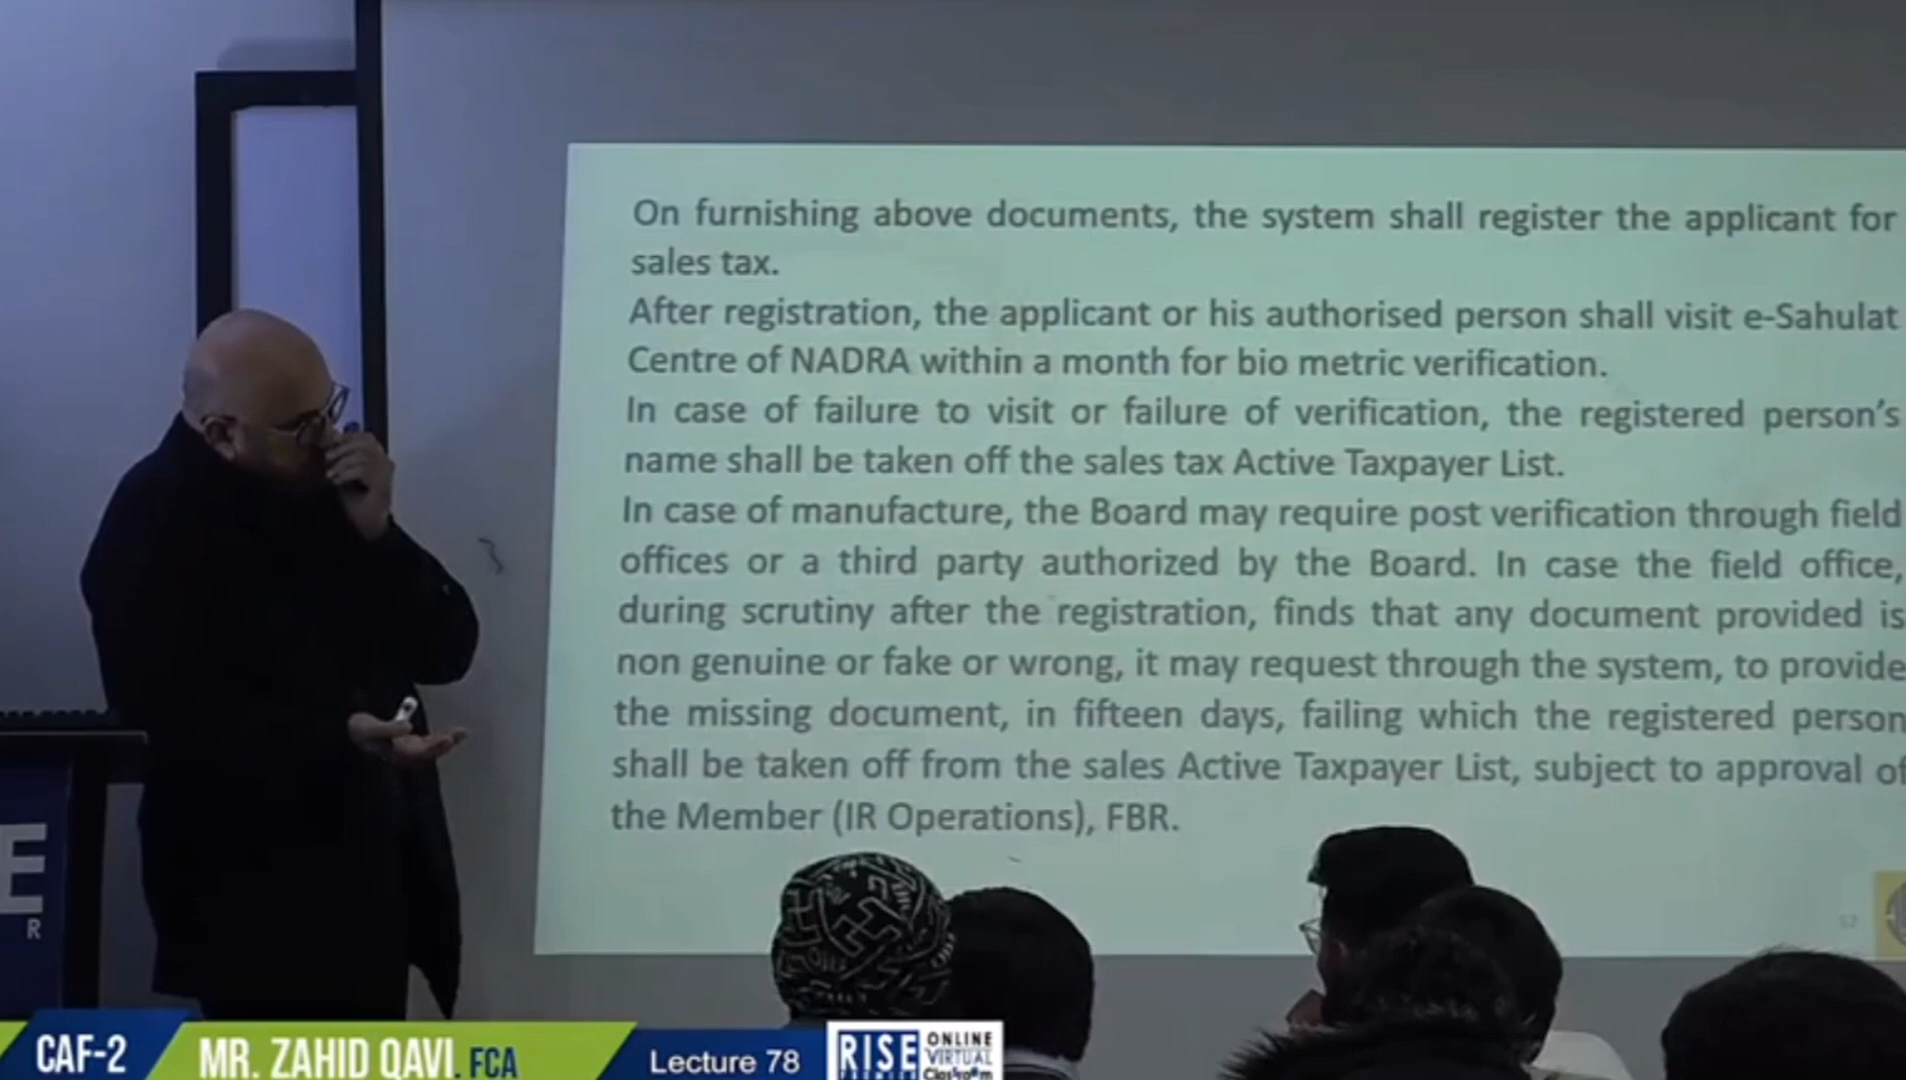 On furnishing above documents, the system shall register the applicant for
sales tax.
After registration, the applicant or his authorised person shall visit e-Sahulat
Centre of NADRA within a month for bio metric verification.
In case of failure to visit or failure of verification, the registered person's
name shall be taken off the sales tax Active Taxpayer List.
In case of manufacture, the Board may require post verification through field
offices or a third party authorized by the Board. In case the field office,
during scrutiny after the registration, finds that any document provided is
non genuine or fake or wrong, it may request through the system, to provide
the missing document, in fifteen days, failing which the registered person
shall be taken off from the sales Active Taxpayer List, subject to approval of
the Member (IR Operations), FBR.
52
E
R
CAF-2
MR. ZAHID QAVI. FCA
Lecture 78
RISE
ONLINE
VIRTUAL
Classroom